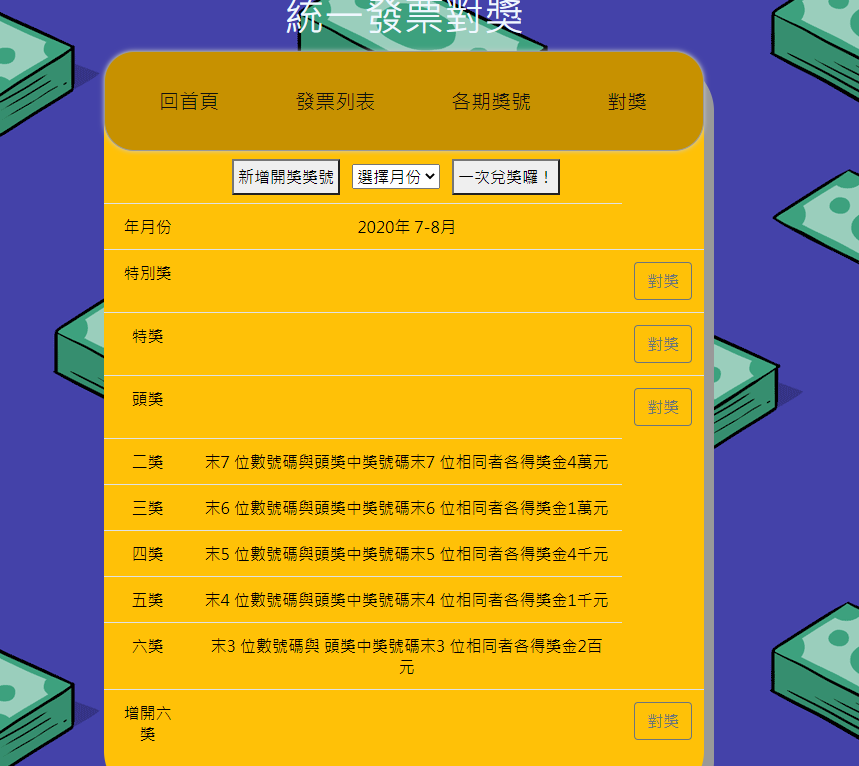 統一發票對獎
回首頁 發票列表 各期獎號 對獎
新增開獎獎號 選擇月份 一次兌獎囉！
年月份 2020年 7-8月
特別獎 對獎
特獎 對獎
頭獎 對獎
二獎 末7 位數號碼與頭獎中獎號碼末7 位相同者各得獎金4萬元
三獎 末6 位數號碼與頭獎中獎號碼末6 位相同者各得獎金1萬元
四獎 末5 位數號碼與頭獎中獎號碼末5 位相同者各得獎金4千元
五獎 末4 位數號碼與頭獎中獎號碼末4 位相同者各得獎金1千元
六獎 末3 位數號碼與 頭獎中獎號碼末3 位相同者各得獎金2百
元
增開六 對獎
獎